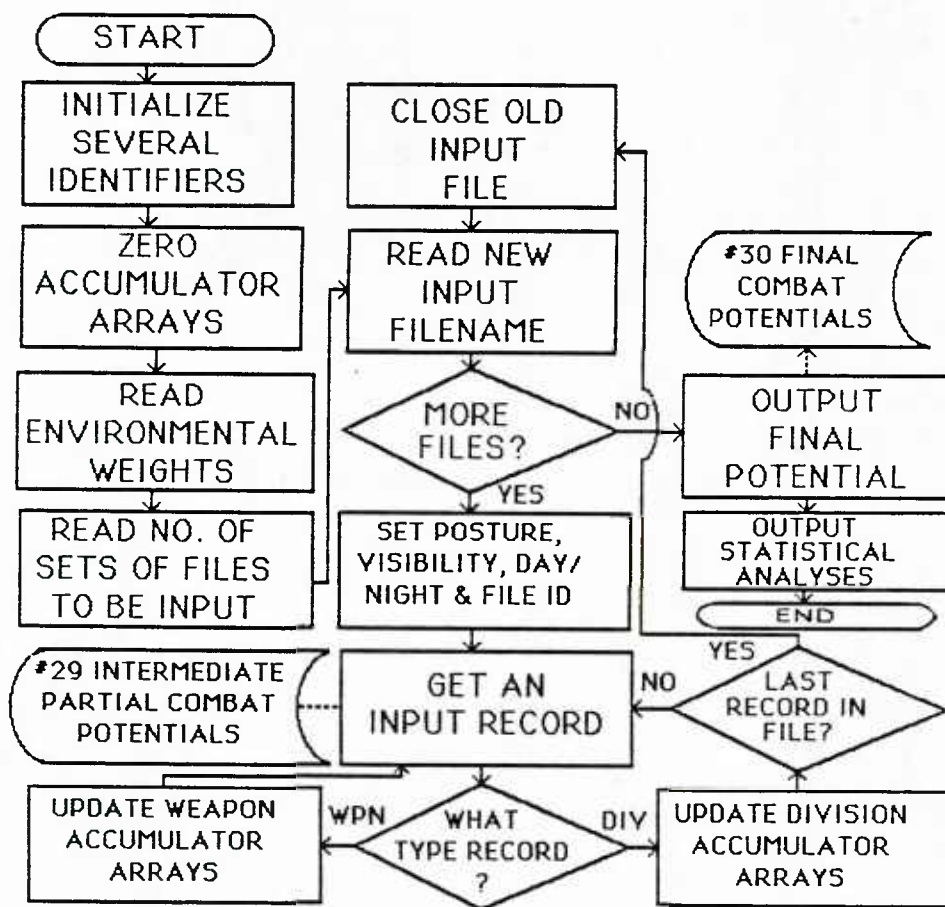 START
INITIALIZE
SEVERAL
IDENTIFIERS
ZERO
ACCUMULATOR
ARRAYS
READ
ENVIRONMENTAL
WEIGHTS
READ NO. OF
SETS OF FILES
TO BE INPUT
CLOSE OLD
INPUT
FILE
READ NEW
INPUT
FILENAME
MORE
FILES?
NO
YES
#30 FINAL
COMBAT
POTENTIALS
OUTPUT
FINAL
POTENTIAL
OUTPUT
STATISTICAL
ANALYSES
END
SET POSTURE,
VISIBILITY, DAY/
NIGHT & FILE ID
#29 INTERMEDIATE
PARTIAL COMBAT
POTENTIALS
GET AN
INPUT RECORD
NO
YES
LAST
RECORD IN
FILE?
UPDATE WEAPON
ACCUMULATOR
ARRAYS
WPN
WHAT
TYPE RECORD
?
DIV
UPDATE DIVISION
ACCUMULATOR
ARRAYS